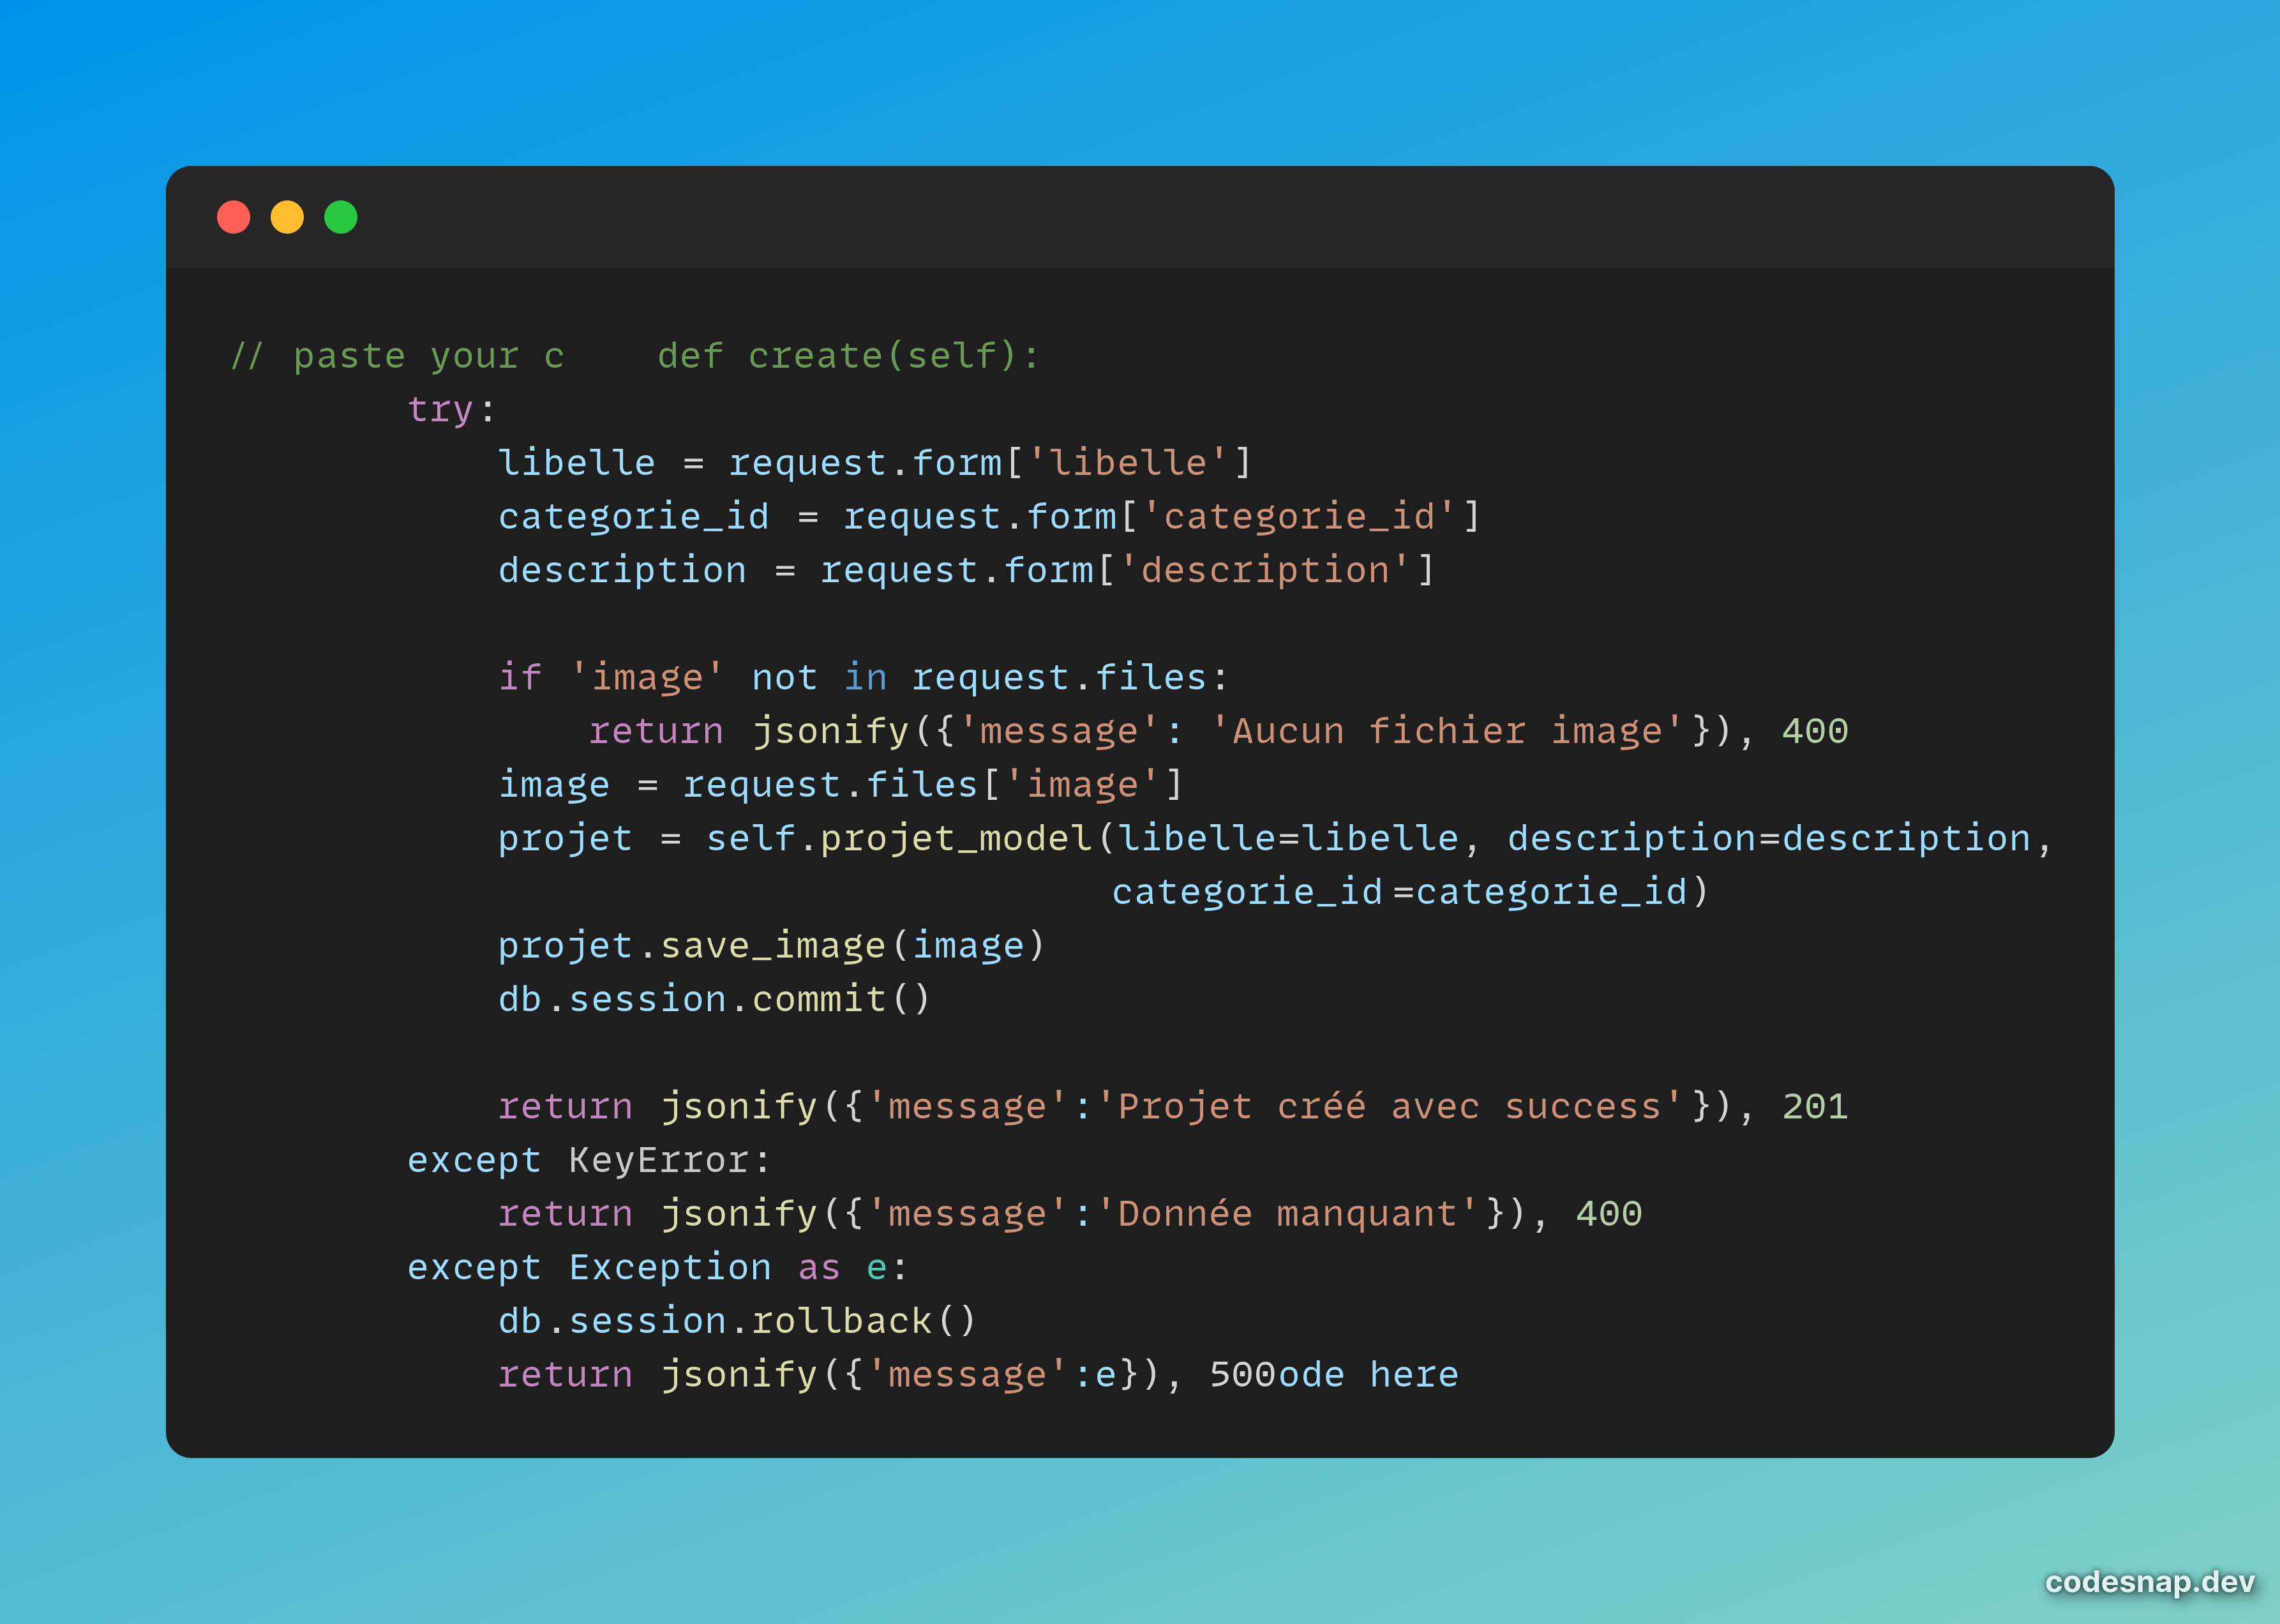 // paste your c    def create(self):
        try:
            libelle = request.form['libelle']
            categorie_id = request.form['categorie_id']
            description = request.form['description']

            if 'image' not in request.files:
                return jsonify({'message': 'Aucun fichier image'}), 400
            image = request.files['image']
            projet = self.projet_model(libelle=libelle, description=description,
                                       categorie_id=categorie_id)
            projet.save_image(image)
            db.session.commit()

            return jsonify({'message':'Projet créé avec success'}), 201
        except KeyError:
            return jsonify({'message':'Donnée manquant'}), 400
        except Exception as e:
            db.session.rollback()
            return jsonify({'message':e}), 500ode here
codesnap.dev